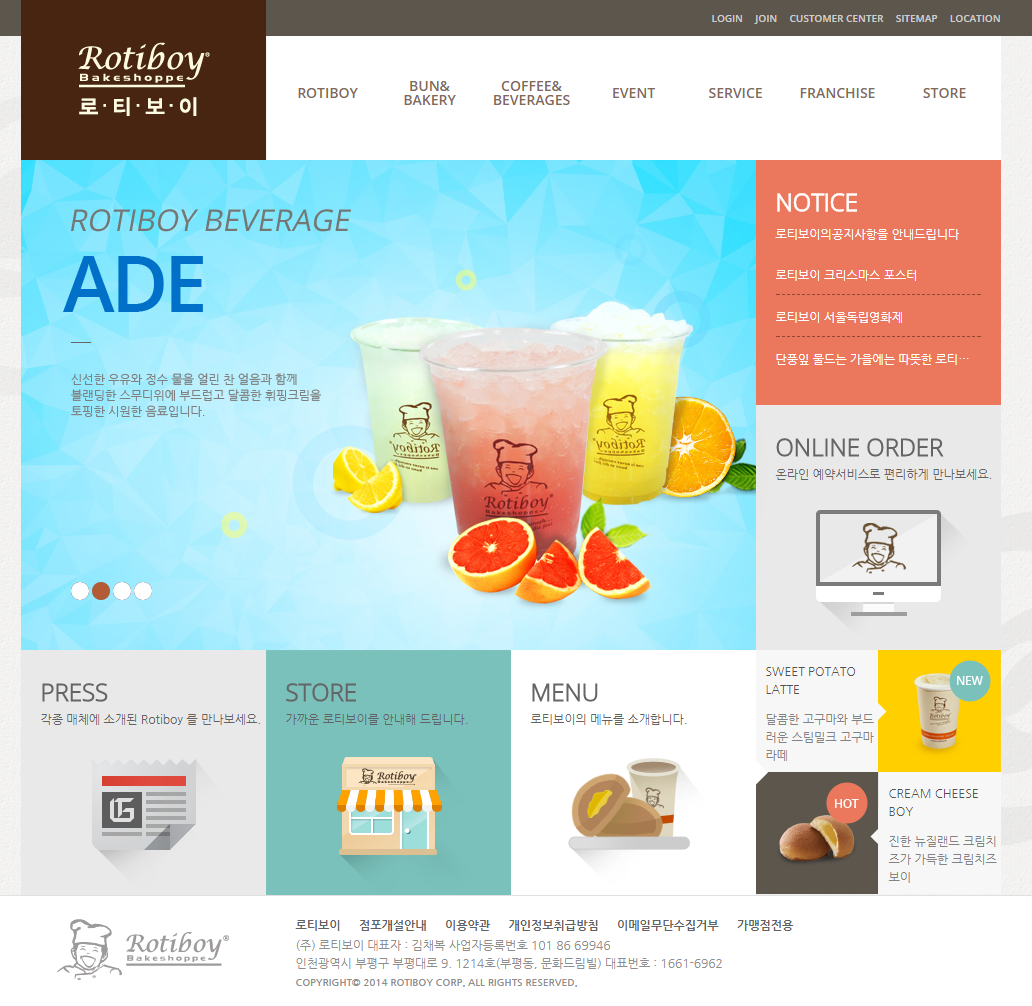 LOGIN JOIN CUSTOMER CENTER SITEMAP LOCATION
Rotiboy
Bakeshoppe
로·티·보·이
ROTIBOY
BUN&
BAKERY
COFFEE&
BEVERAGES
EVENT
SERVICE
FRANCHISE
STORE
ROTIBOY BEVERAGE
ADE
신선한 우유와 정수 물을 얼린 찬 얼음과 함께
블랜딩한 스무디위에 부드럽고 달콤한 휘핑크림을
토핑한 시원한 음료입니다.
Rotiboy
Rotiboy
Bakeshoppe
Rotiboy
NOTICE
로티보이의공지사항을 안내드립니다
로티보이 크리스마스 포스터
로티보이 서울독립영화제
단풍잎 물드는 가을에는 따뜻한 로티…
ONLINE ORDER
온라인 예약서비스로 편리하게 만나보세요.
PRESS
각종 매체에 소개된 Rotiboy 를 만나보세요.
STORE
가까운 로티보이를 안내해 드립니다.
Rotiboy
MENU
로티보이의 메뉴를 소개합니다.
SWEET POTATO
LATTE
달콤한 고구마와 부드
러운 스팀밀크 고구마
라떼
NEW
Rotiboy
HOT
CREAM CHEESE
BOY
진한 뉴질랜드 크림치
즈가 가득한 크림치즈
보이
Rotiboy
Bakeshoppe
로티보이 점포개설안내 이용약관 개인정보취급방침 이메일무단수집거부 가맹점전용
(주) 로티보이 대표자 : 김채복 사업자등록번호 101 86 69946
인천광역시 부평구 부평대로 9. 1214호(부평동, 문화드림빌) 대표번호 : 1661-6962
COPYRIGHT© 2014 ROTIBOY CORP. ALL RIGHTS RESERVED.